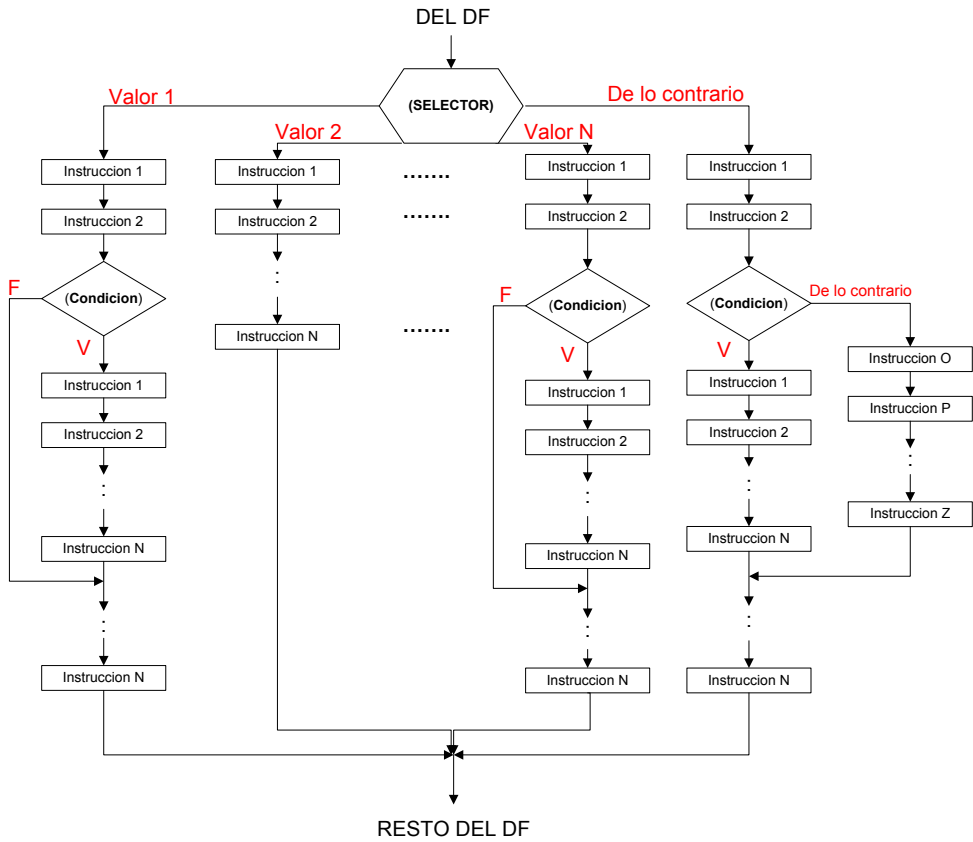 DEL DF
(SELECTOR)
Valor 1
De lo contrario
Valor 2
Valor N
Instruccion 1
Instruccion 2
(Condicion)
F
V
Instruccion 1
Instruccion 2
:
Instruccion N
:
Instruccion N
Instruccion 1
Instruccion 2
:
Instruccion N
.......
.......
.......
Instruccion 1
Instruccion 2
(Condicion)
F
V
Instruccion 1
Instruccion 2
:
Instruccion N
:
Instruccion N
Instruccion 1
Instruccion 2
(Condicion)
De lo contrario
V
Instruccion 1
Instruccion 2
:
Instruccion N
:
Instruccion N
Instruccion O
Instruccion P
:
Instruccion Z
RESTO DEL DF